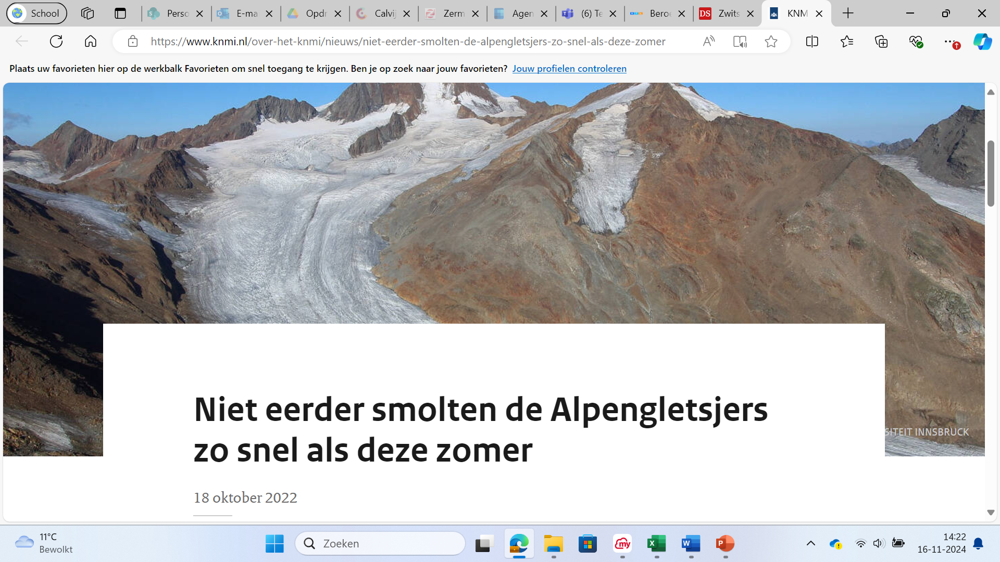 School
Perso
E-ma
Opdr
Calvij
Zerm
Agen
(6) Te
Beroe
DS
Zwits
KNM
https://www.knmi.nl/over-het-knmi/nieuws/niet-eerder-smolten-de-alpengletsjers-zo-snel-als-deze-zomer
Plaats uw favorieten hier op de werkbalk Favorieten om snel toegang te krijgen. Ben je op zoek naar jouw favorieten? Jouw profielen controleren
SITEIT INNSBRUCK
Niet eerder smolten de Alpengletsjers
zo snel als deze zomer
18 oktober 2022
11°C
Bewolkt
Zoeken
my
14:22
16-11-2024